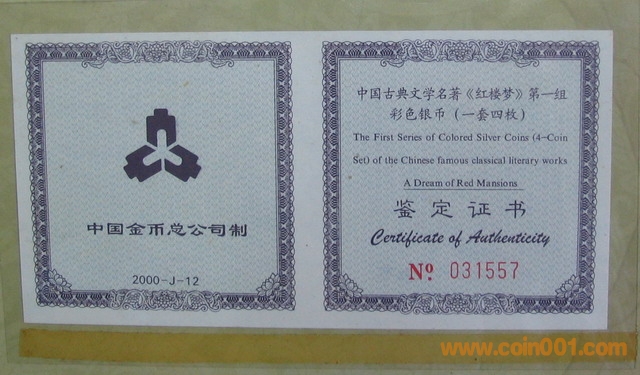 中国金币总公司制
2000-J-12
中国古典文学名著《红楼梦》第一组
彩色银币（一套四枚）
The First Series of Colored Silver Coins (4-Coin
Set) of the Chinese famous classical literary works
A Dream of Red Mansions
鉴定证书
Certificate of Authenticity
Nº 031557
www.coin001.com